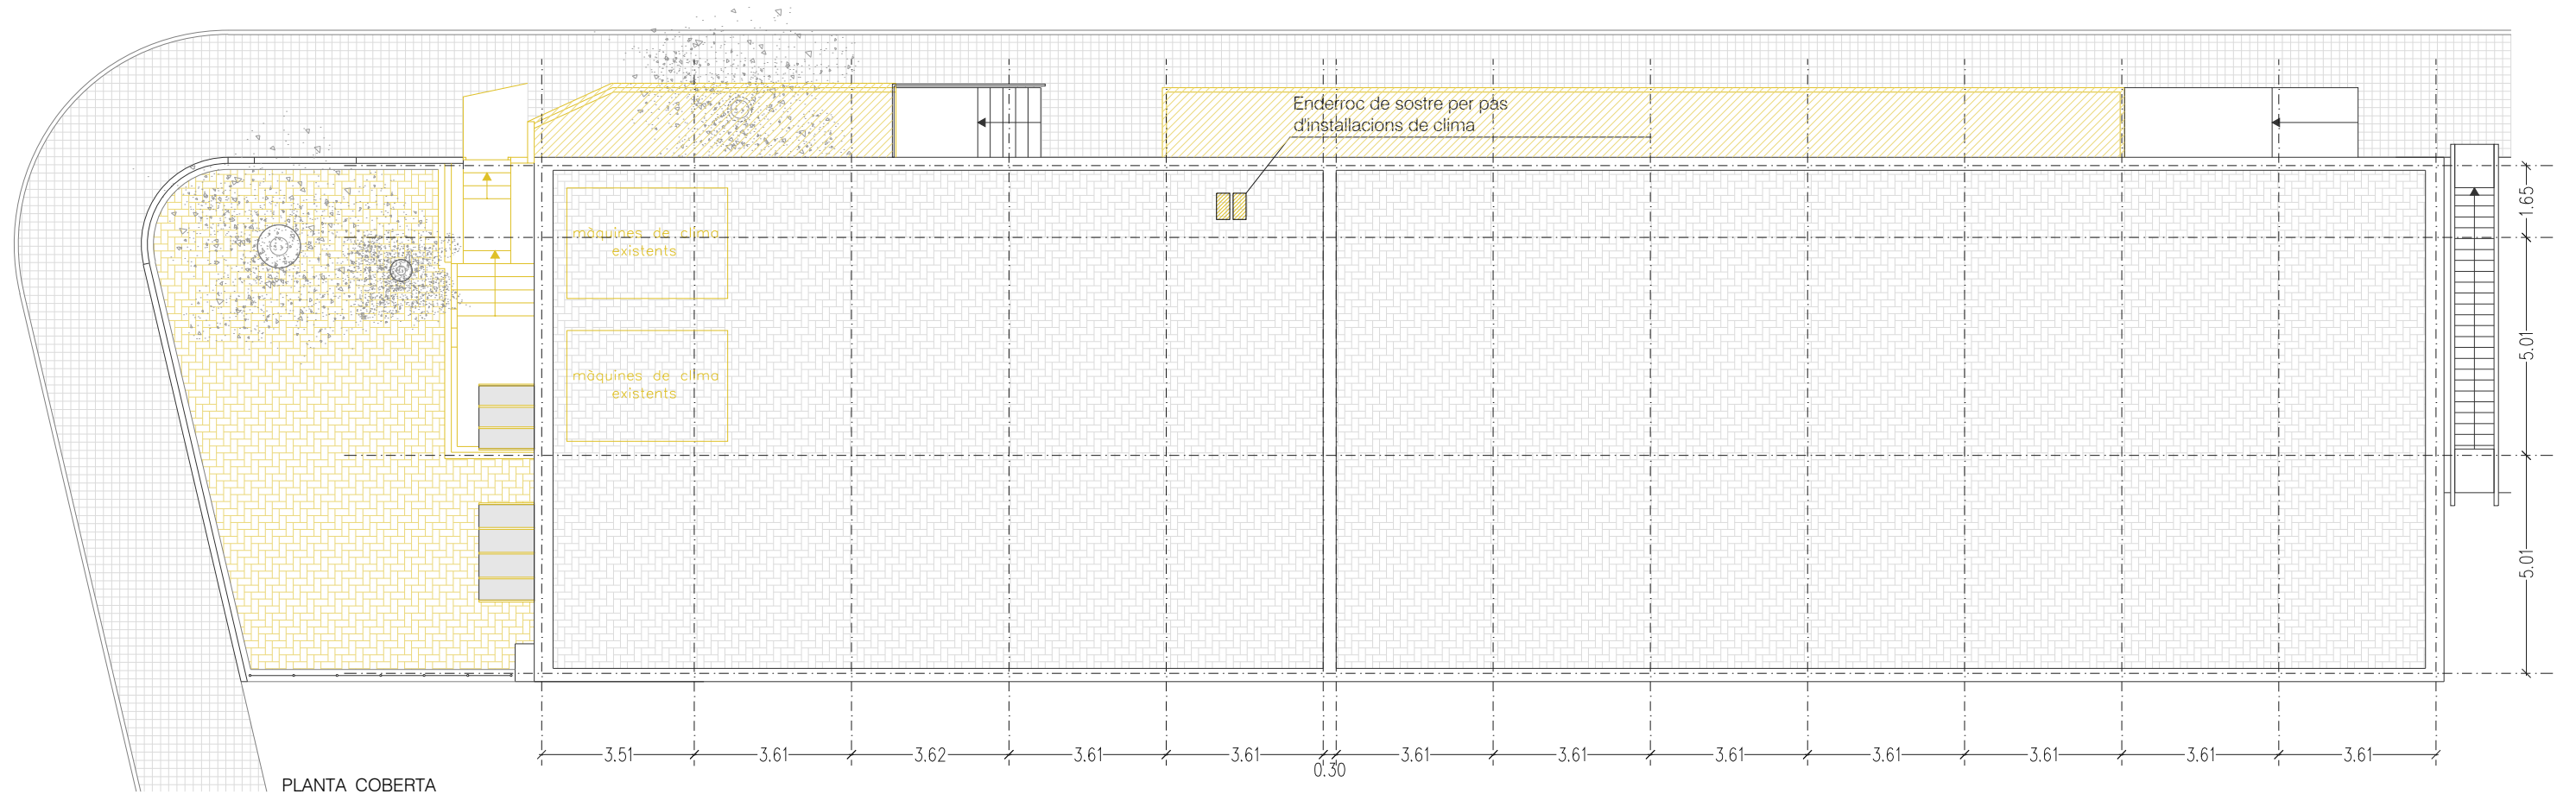 Enderroc de sostre per pas
d'installacions de clima
màquines de clima
existents
màquines de clima
existents
1.65
5.01
5.01
3.51
3.61
3.62
3.61
3.61
0.30
3.61
3.61
3.61
3.61
3.61
3.61
3.61
PLANTA COBERTA